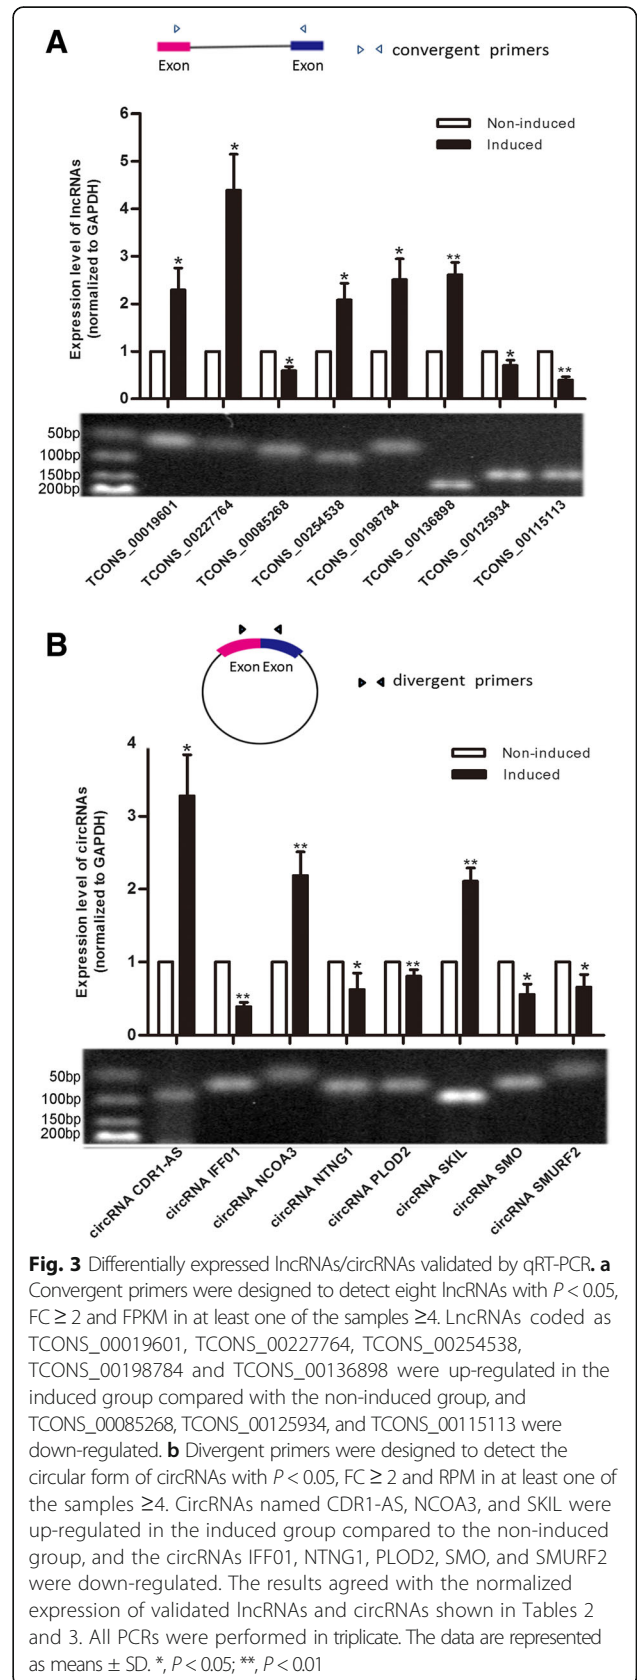 A
Exon
Exon
convergent primers
Expression level of lncRNAs
(normalized to GAPDH)
6
5
4
3
2
1
0
Non-induced
Induced
*
*
*
*
*
**
*
**
50bp
100bp
150bp
200bp
TCONS_00019601
TCONS_00227764
TCONS_00085268
TCONS_00254538
TCONS_00198784
TCONS_00136898
TCONS_00125934
TCONS_00115113
B
Exon Exon
divergent primers
Expression level of circRNAs
(normalized to GAPDH)
4
3
2
1
0
Non-induced
Induced
*
**
**
*
**
**
*
*
50bp
100bp
150bp
200bp
circRNA CDR1-AS
circRNA IFF01
circRNA NCOA3
circRNA NTNG1
circRNA PLOD2
circRNA SKIL
circRNA SMO
circRNA SMURF2
Fig. 3 Differentially expressed lncRNAs/circRNAs validated by qRT-PCR. a
Convergent primers were designed to detect eight lncRNAs with P < 0.05,
FC ≥ 2 and FPKM in at least one of the samples ≥4. LncRNAs coded as
TCONS_00019601, TCONS_00227764, TCONS_00254538,
TCONS_00198784 and TCONS_00136898 were up-regulated in the
induced group compared with the non-induced group, and
TCONS_00085268, TCONS_00125934, and TCONS_00115113 were
down-regulated. b Divergent primers were designed to detect the
circular form of circRNAs with P < 0.05, FC ≥ 2 and RPM in at least one of
the samples ≥4. CircRNAs named CDR1-AS, NCOA3, and SKIL were
up-regulated in the induced group compared to the non-induced
group, and the circRNAs IFF01, NTNG1, PLOD2, SMO, and SMURF2
were down-regulated. The results agreed with the normalized
expression of validated lncRNAs and circRNAs shown in Tables 2
and 3. All PCRs were performed in triplicate. The data are represented
as means ± SD. *, P < 0.05; **, P < 0.01